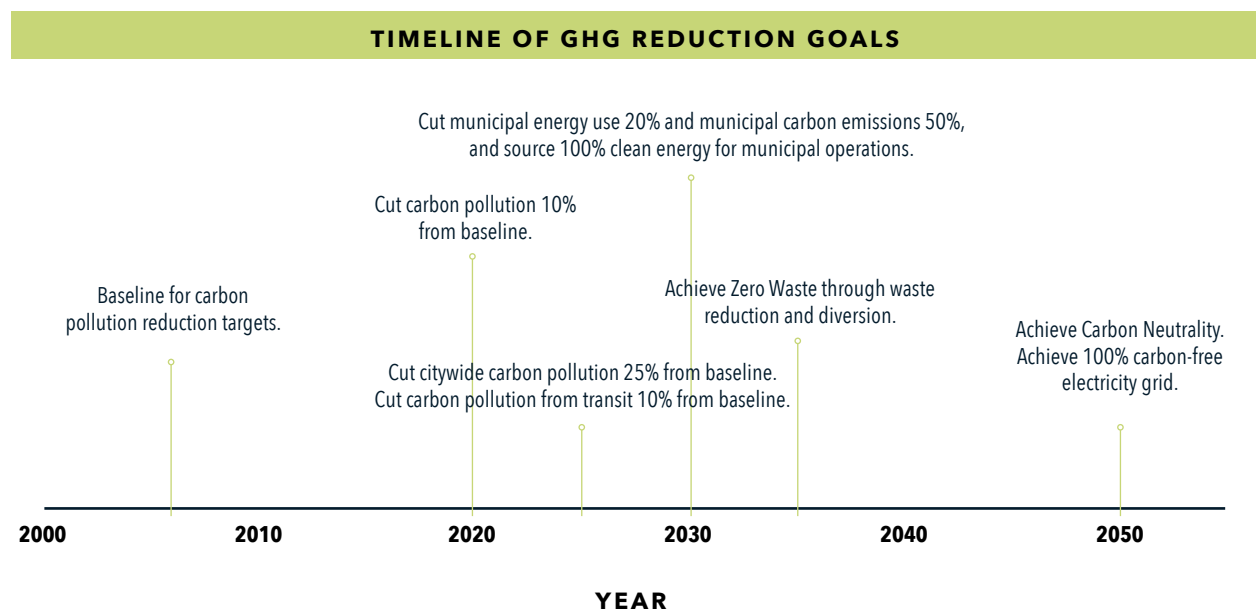 TIMELINE OF GHG REDUCTION GOALS
Cut municipal energy use 20% and municipal carbon emissions 50%,
and source 100% clean energy for municipal operations.
Cut carbon pollution 10%
from baseline.
Baseline for carbon
pollution reduction targets.
Achieve Zero Waste through waste
reduction and diversion.
Cut citywide carbon pollution 25% from baseline.
Cut carbon pollution from transit 10% from baseline.
Achieve Carbon Neutrality.
Achieve 100% carbon-free
electricity grid.
2000 2010 2020 2030 2040 2050
YEAR